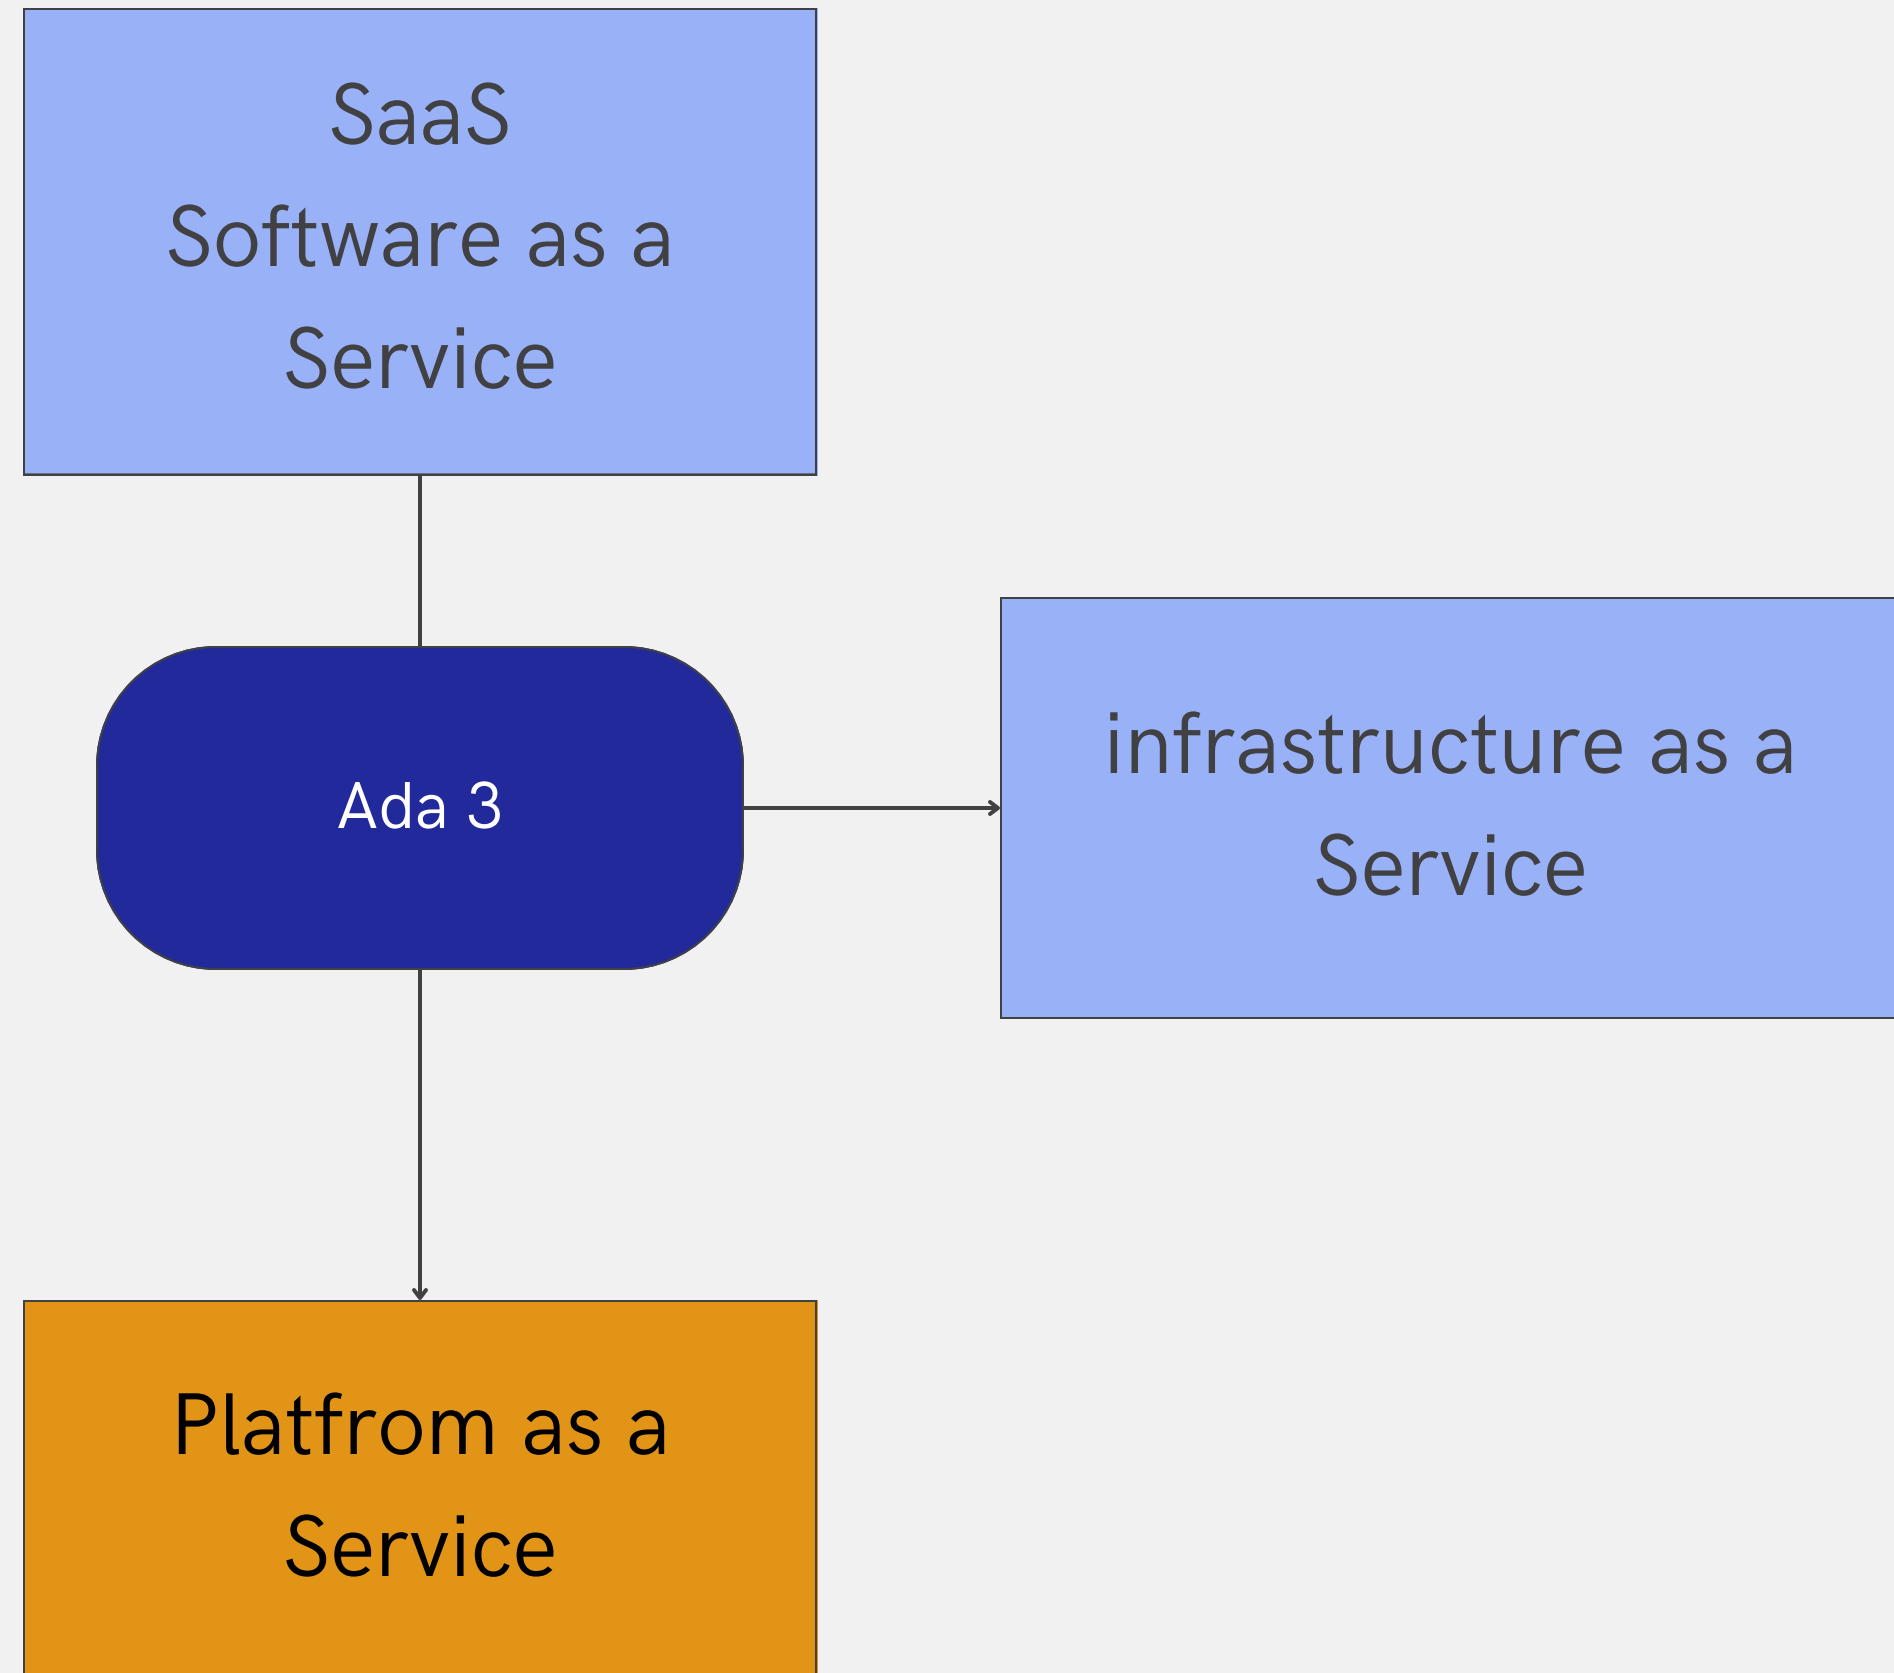 SaaS
Software as a
Service
Ada 3
infrastructure as a
Service
Platfrom as a
Service